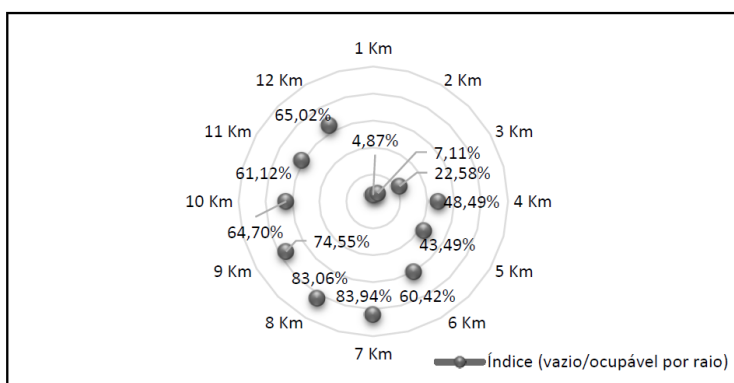 1 Km
12 Km
2 Km
65,02%
11 Km
4,87%
3 Km
7,11%
61,12%
22,58%
10 Km
48,49%
4 Km
64,70%
74,55%
43,49%
9 Km
5 Km
83,06%
83,94%
60,42%
8 Km
6 Km
7 Km
Índice (vazio/ocupável por raio)